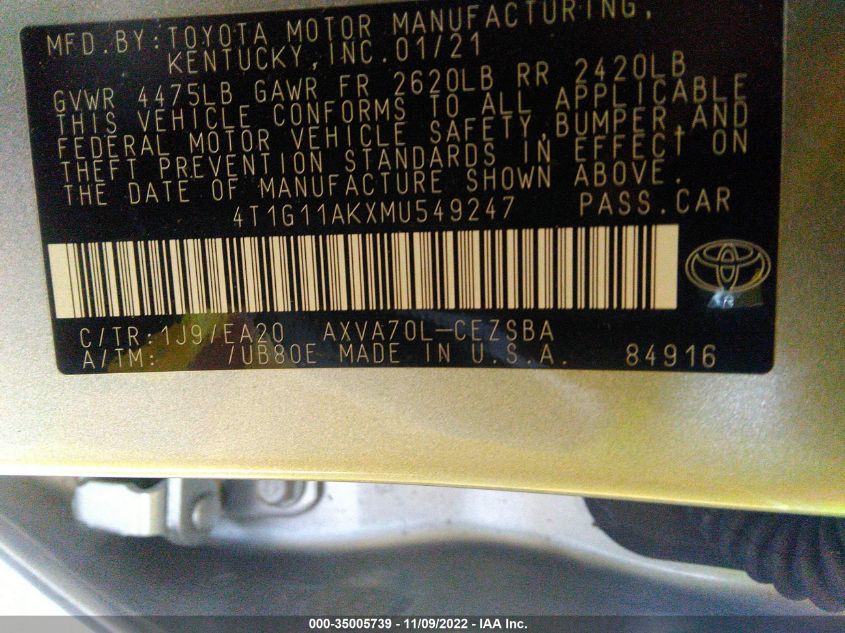 MFD. BY: TOYOTA MOTOR MANUFACTURING,
KENTUCKY, INC. 01/21
GVWR 4475LB GAWR FR 2620LB RR 2420LB
THIS VEHICLE CONFORMS TO ALL APPLICABLE
FEDERAL MOTOR VEHICLE SAFETY, BUMPER, AND
THEFT PREVENTION STANDARDS IN EFFECT ON
THE DATE OF MANUFACTURE SHOWN ABOVE.
4T1G11AKXMU549247 PASS. CAR
C/TR: 1J9/EA20 AXVA70L-CEZSBA
A/TM: /UB80E MADE IN U.S.A. 84916
000-35005739 - 11/09/2022 - IAA Inc.